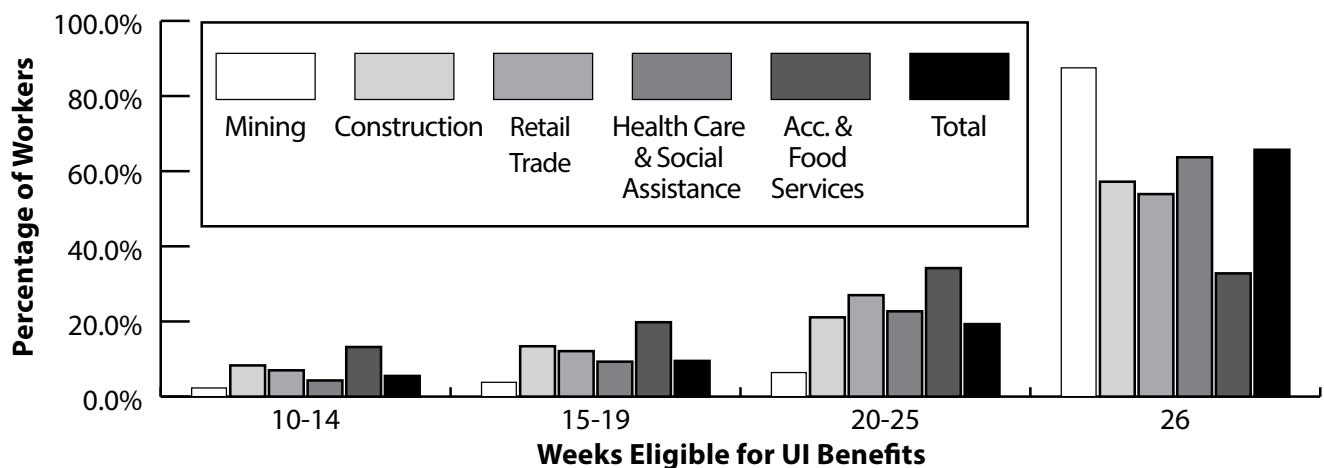 100.0%
80.0%
60.0%
40.0%
20.0%
0.0%
Percentage of Workers
Mining
Construction
Retail
Trade
Health Care
& Social
Assistance
Acc. &
Food
Services
Total
10-14
15-19
20-25
26
Weeks Eligible for UI Benefits